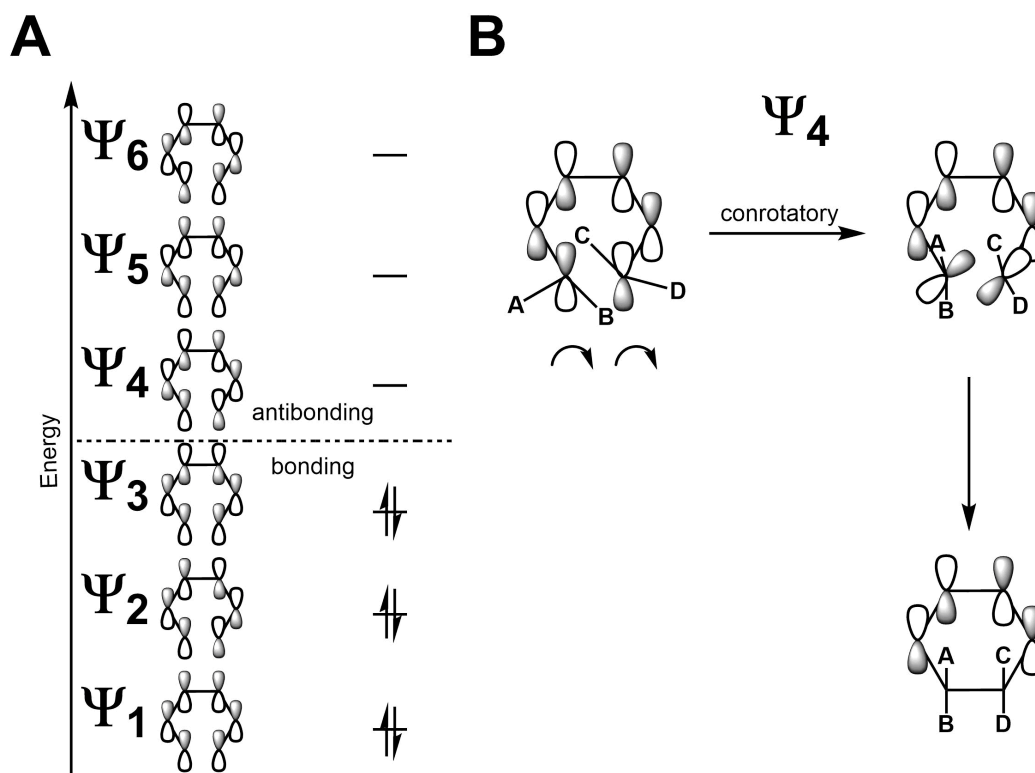 A
B
Ψ6
Ψ5
Ψ4
antibonding
bonding
Energy
Ψ3
Ψ2
Ψ1
Ψ4
conrotatory
C
A
B
D
A
C
B
D
A
C
B
D